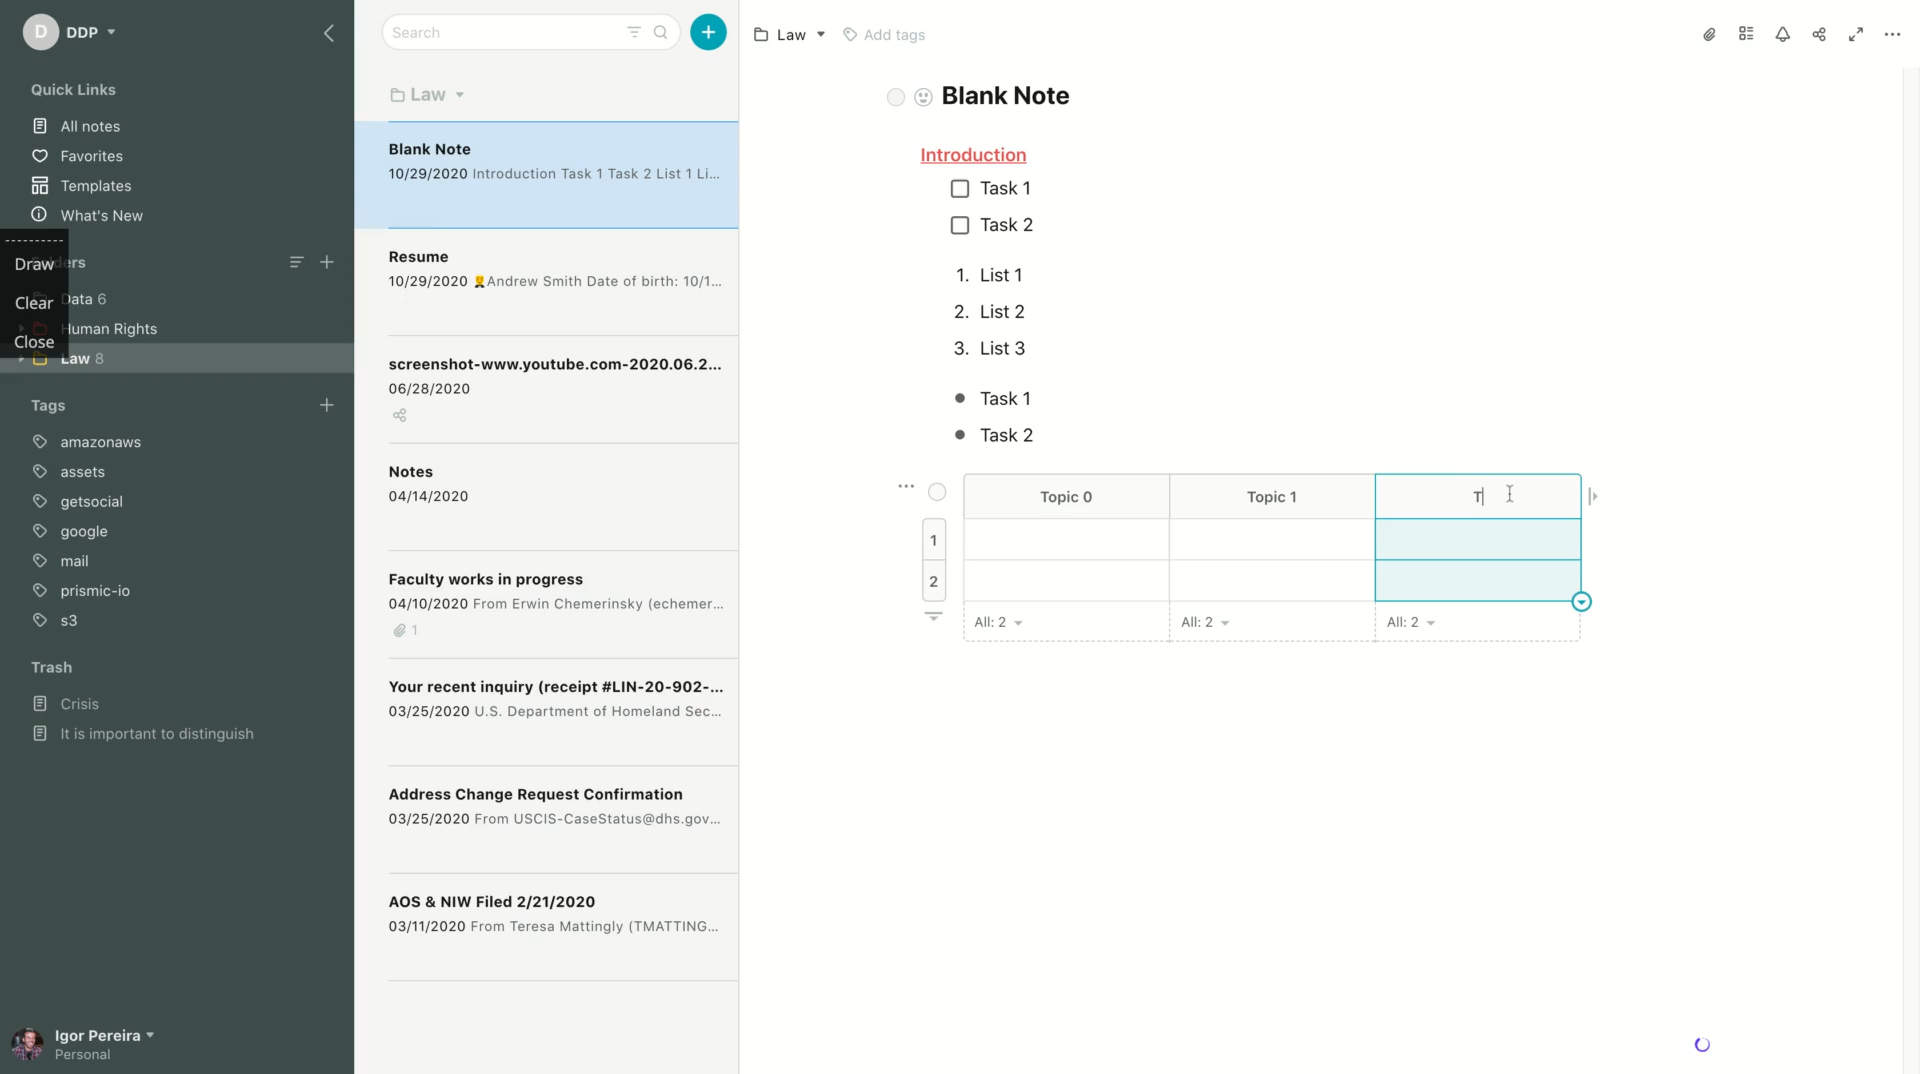 D DDP
Quick Links
All notes
Favorites
Templates
What's New
Draw
Clear
Close
Data 6
Human Rights
Law 8
Tags
amazonaws
assets
getsocial
google
mail
prismic-io
s3
Trash
Crisis
It is important to distinguish
Igor Pereira
Personal
Search
Law
Blank Note
10/29/2020 Introduction Task 1 Task 2 List 1 Li...
Resume
10/29/2020 Andrew Smith Date of birth: 10/1...
screenshot-www.youtube.com-2020.06.2...
06/28/2020
Notes
04/14/2020
Faculty works in progress
04/10/2020 From Erwin Chemerinsky (echemer...
1
Your recent inquiry (receipt #LIN-20-902-...
03/25/2020 U.S. Department of Homeland Sec...
Address Change Request Confirmation
03/25/2020 From USCIS-CaseStatus@dhs.gov...
AOS & NIW Filed 2/21/2020
03/11/2020 From Teresa Mattingly (TMATTING...
Law Add tags
Blank Note
Introduction
Task 1
Task 2
1. List 1
2. List 2
3. List 3
Task 1
Task 2
Topic 0 Topic 1 T
1
2
All: 2 All: 2 All: 2